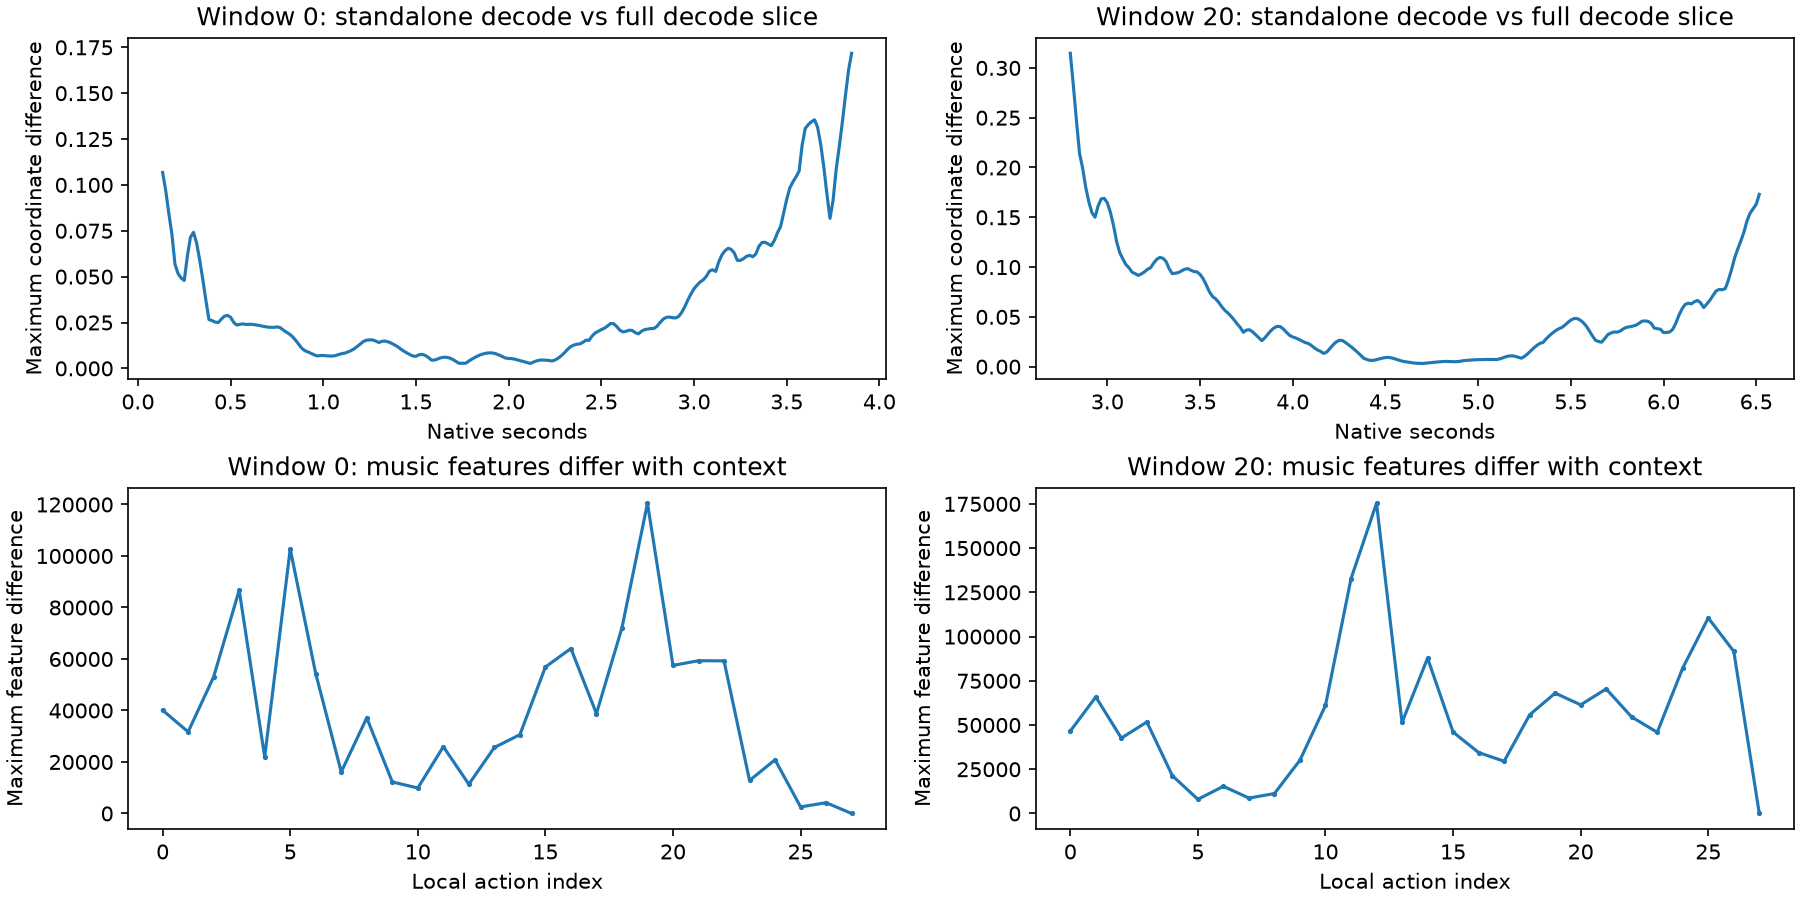 Window 0: standalone decode vs full decode slice
Maximum coordinate difference
0.175
0.150
0.125
0.100
0.075
0.050
0.025
0.000
0.0 0.5 1.0 1.5 2.0 2.5 3.0 3.5 4.0
Native seconds
Window 20: standalone decode vs full decode slice
Maximum coordinate difference
0.30
0.25
0.20
0.15
0.10
0.05
0.00
3.0 3.5 4.0 4.5 5.0 5.5 6.0 6.5
Native seconds
Window 0: music features differ with context
Maximum feature difference
120000
100000
80000
60000
40000
20000
0
0 5 10 15 20 25
Local action index
Window 20: music features differ with context
Maximum feature difference
175000
150000
125000
100000
75000
50000
25000
0
0 5 10 15 20 25
Local action index